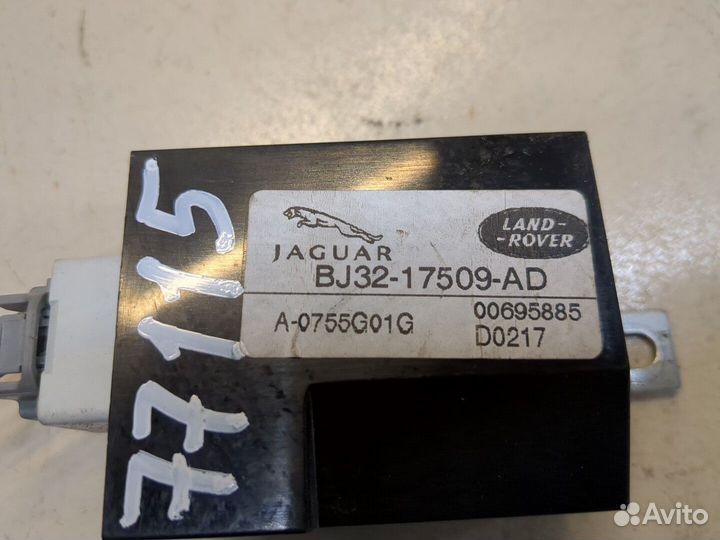 JAGUAR
LAND-
-ROVER
BJ32-17509-AD
A-0755G01G
00695885
D0217
77115
Avito